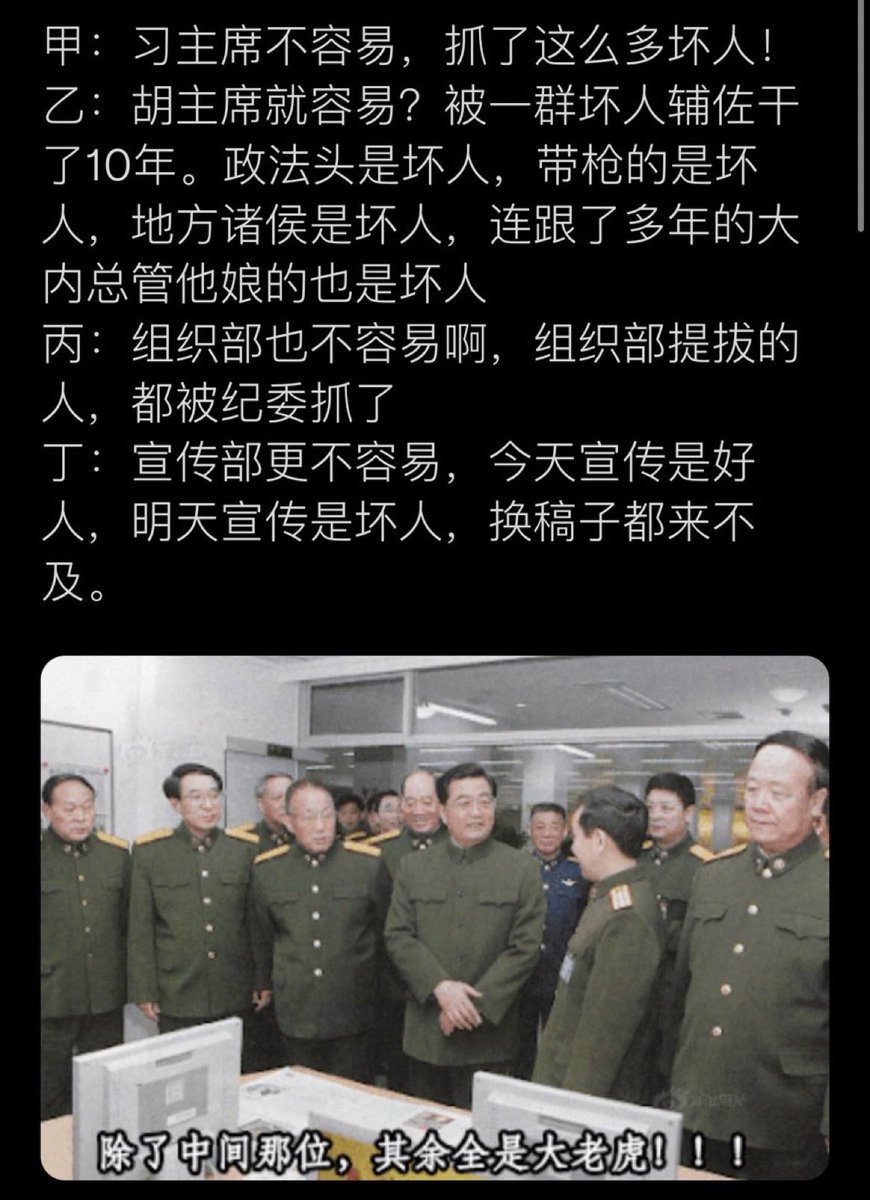 甲：习主席不容易，抓了这么多坏人！
乙：胡主席就容易？被一群坏人辅佐干
了10年。政法头是坏人，带枪的是坏
人，地方诸侯是坏人，连跟了多年的大
内总管他娘的也是坏人
丙：组织部也不容易啊，组织部提拔的
人，都被纪委抓了
丁：宣传部更不容易，今天宣传是好
人，明天宣传是坏人，换稿子都来不
及。
除了中间那位，其余全是大老虎！！！